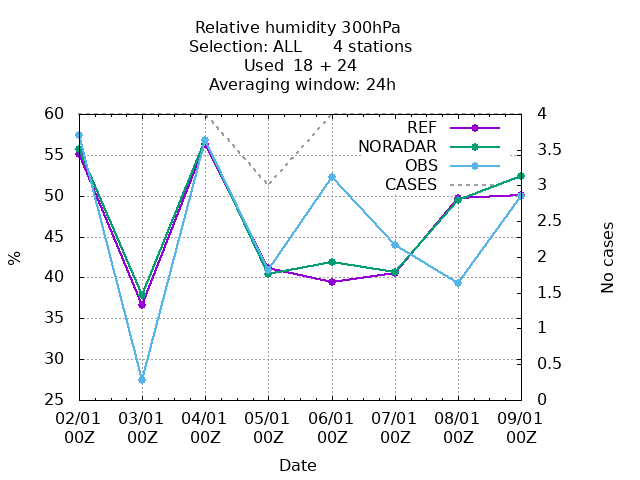 Relative humidity 300hPa
Selection: ALL      4 stations
Used  18 + 24
Averaging window: 24h
REF
NORADAR
OBS
CASES
60
55
50
45
40
35
30
25
%
4
3.5
3
2.5
2
1.5
1
0.5
0
No cases
02/01 03/01 04/01 05/01 06/01 07/01 08/01 09/01
00Z 00Z 00Z 00Z 00Z 00Z 00Z 00Z
Date